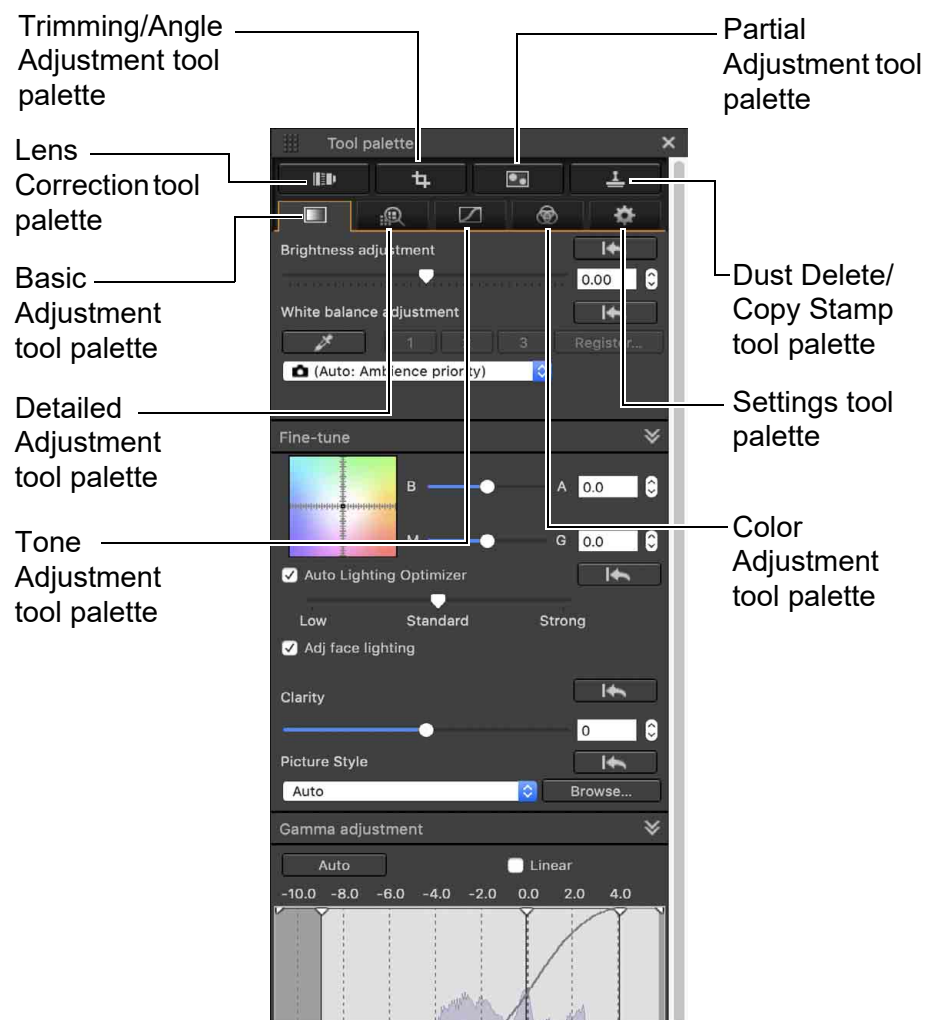 Trimming/Angle
Adjustment tool
palette
Partial
Adjustment tool
palette
Lens
Correction tool
palette
Basic
Adjustment
tool palette
Detailed
Adjustment
tool palette
Tone
Adjustment
tool palette
Dust Delete/
Copy Stamp
tool palette
Settings tool
palette
Color
Adjustment
tool palette
Tool palette
Brightness adjustment
0.00
White balance adjustment
1 2 3 Register...
(Auto: Ambience priority)
Fine-tune
B A 0.0
M G 0.0
Auto Lighting Optimizer
Low Standard Strong
Adj face lighting
Clarity
0
Picture Style
Auto Browse...
Gamma adjustment
Auto Linear
-10.0 -8.0 -6.0 -4.0 -2.0 0.0 2.0 4.0